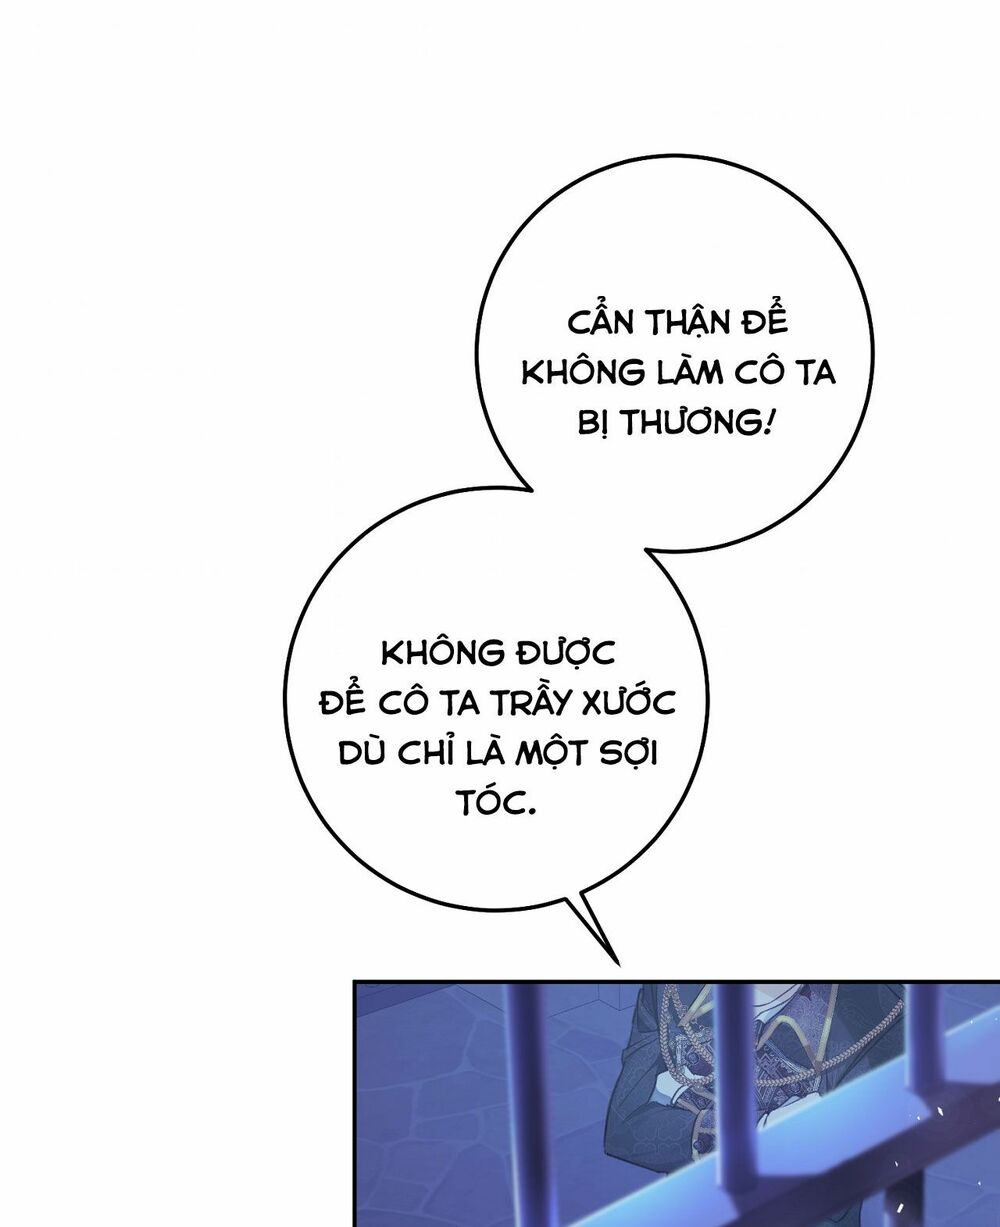 CẨN THẬN ĐỂ
KHÔNG LÀM CÔ TA
BỊ THƯƠNG!
KHÔNG ĐƯỢC
ĐỂ CÔ TA TRẦY XƯỚC
DÙ CHỈ LÀ MỘT SỢI
TÓC.